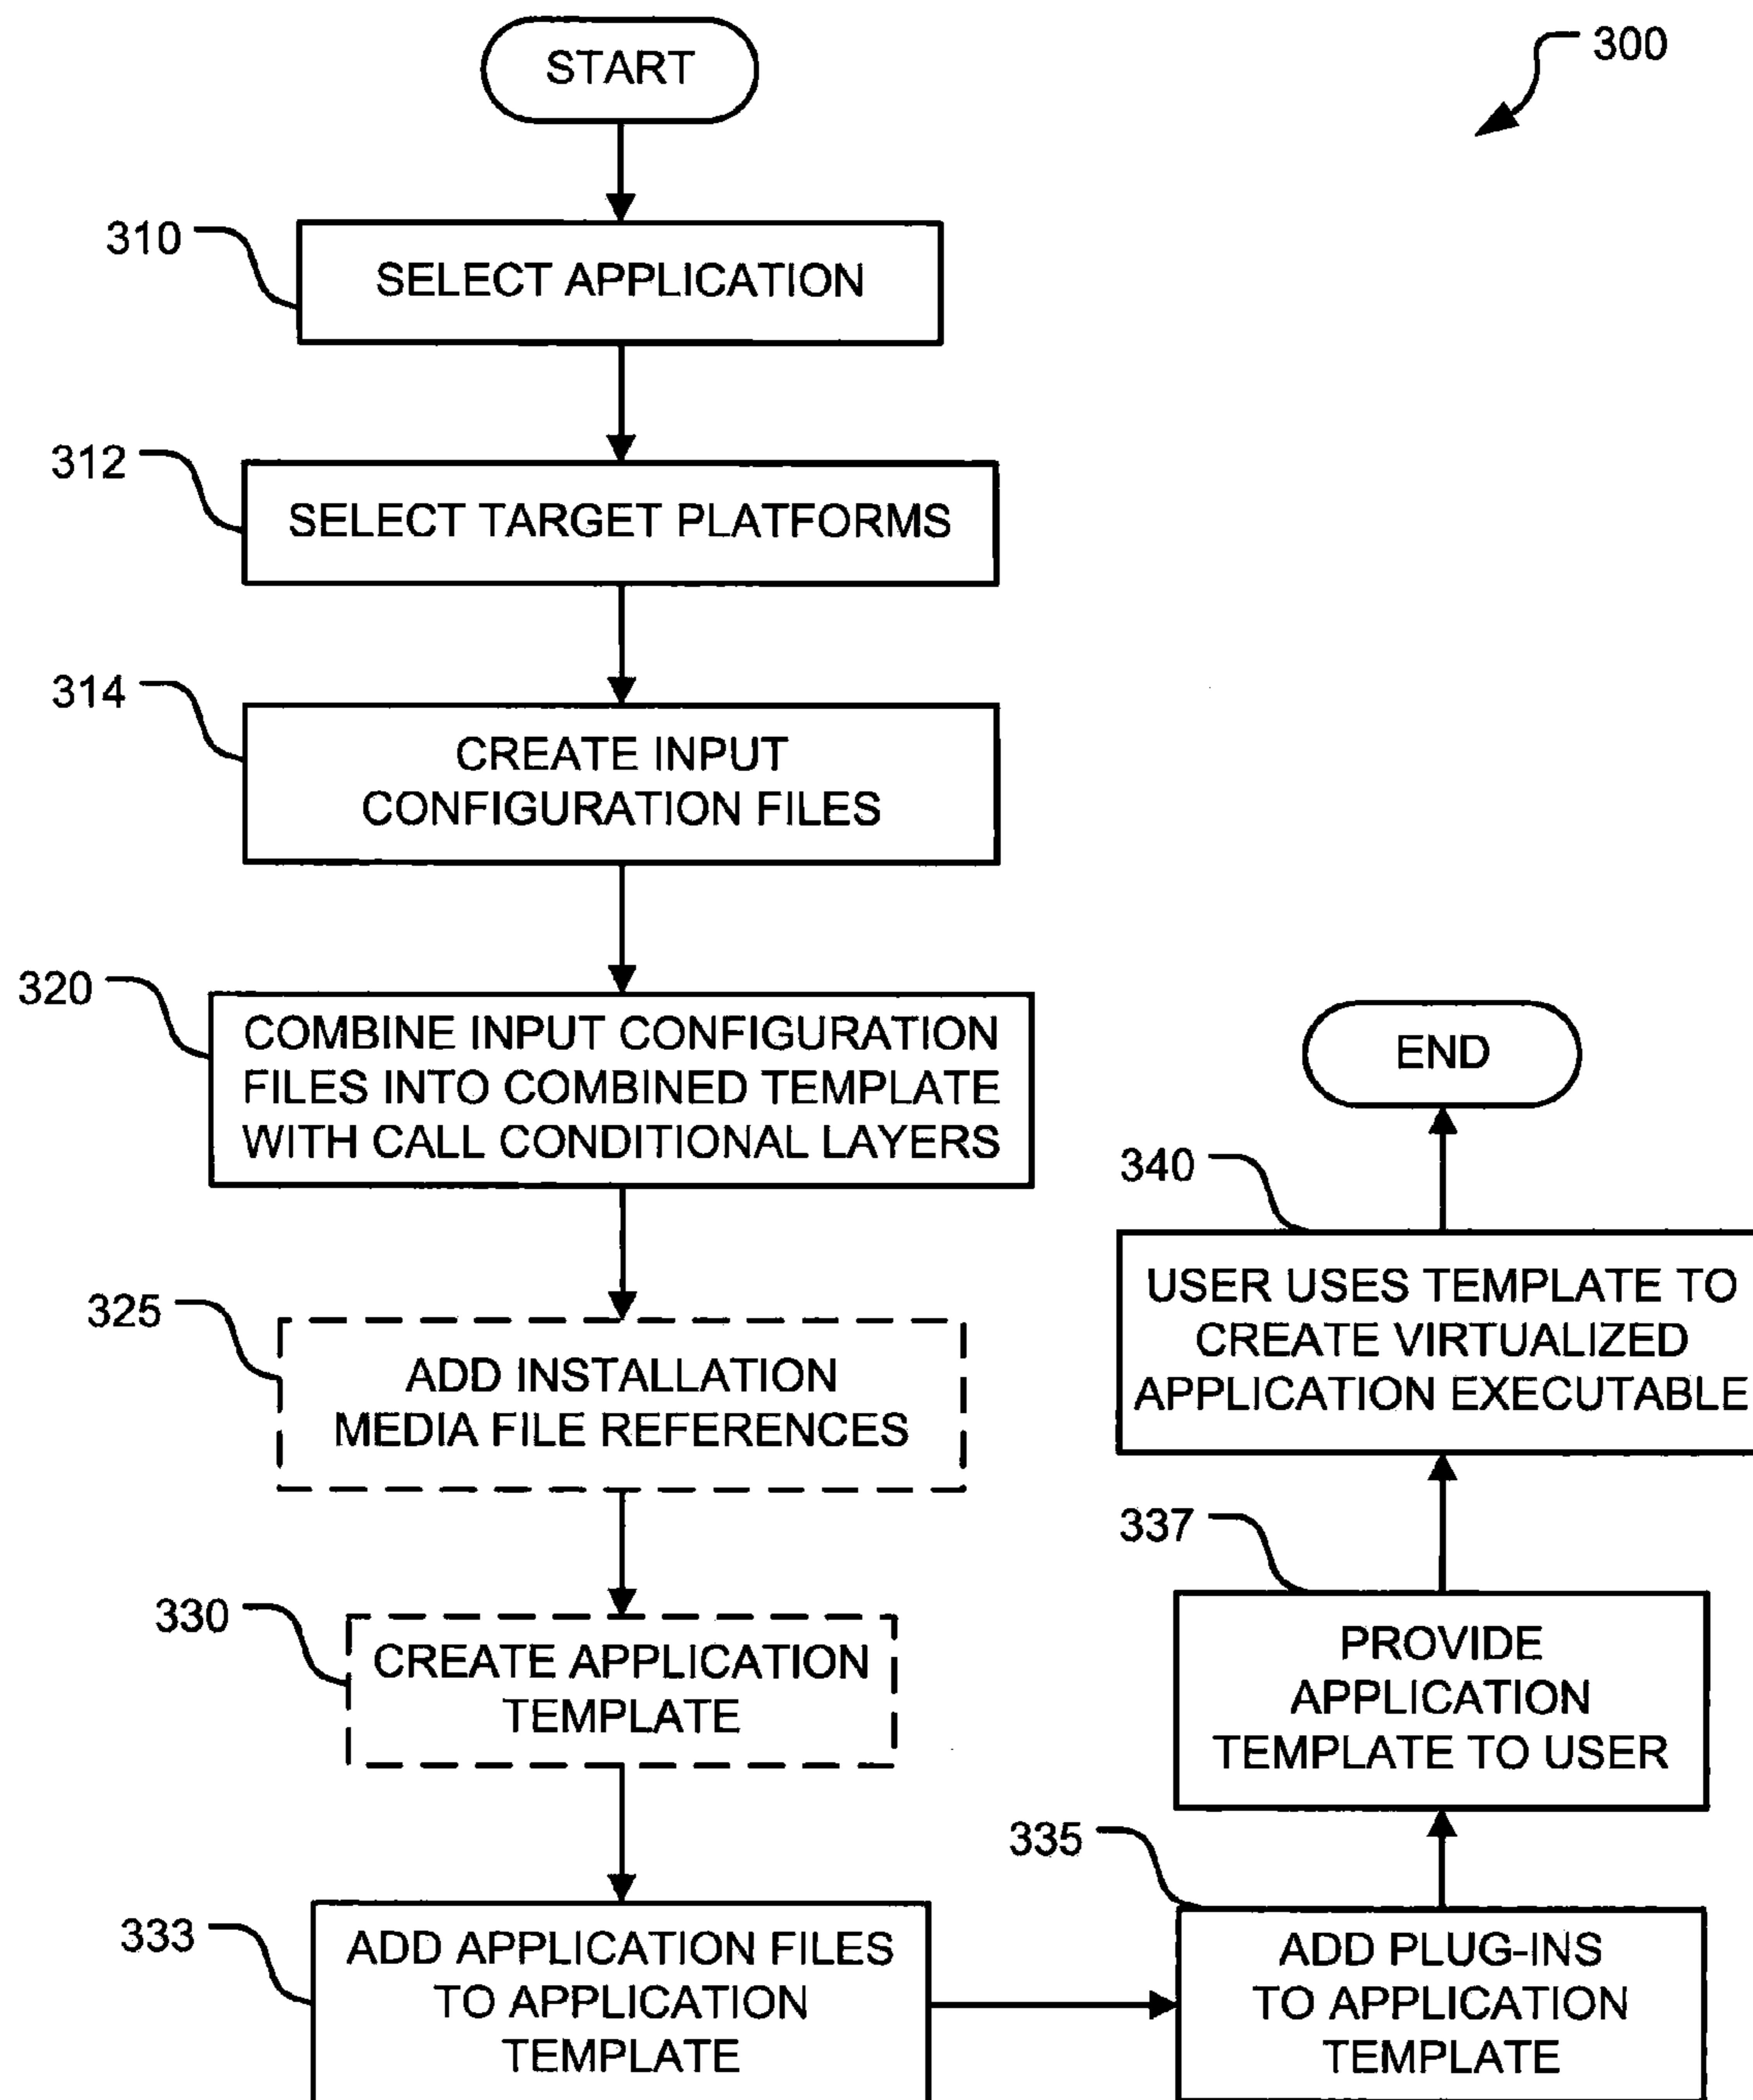 START
300
310
SELECT APPLICATION
312
SELECT TARGET PLATFORMS
314
CREATE INPUT
CONFIGURATION FILES
320
COMBINE INPUT CONFIGURATION
FILES INTO COMBINED TEMPLATE
WITH CALL CONDITIONAL LAYERS
325
ADD INSTALLATION
MEDIA FILE REFERENCES
330
CREATE APPLICATION
TEMPLATE
333
ADD APPLICATION FILES
TO APPLICATION
TEMPLATE
335
ADD PLUG-INS
TO APPLICATION
TEMPLATE
337
PROVIDE
APPLICATION
TEMPLATE TO USER
340
USER USES TEMPLATE TO
CREATE VIRTUALIZED
APPLICATION EXECUTABLE
END